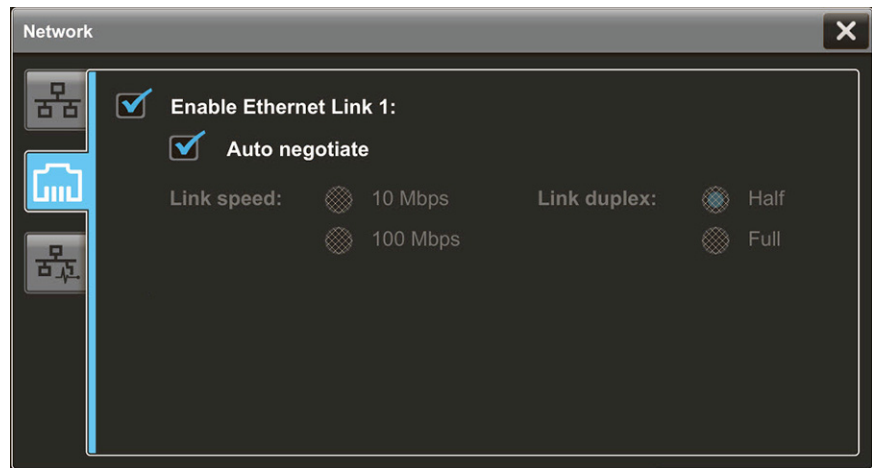 Network
Enable Ethernet Link 1:
Auto negotiate
Link speed: 10 Mbps Link duplex: Half
100 Mbps Full